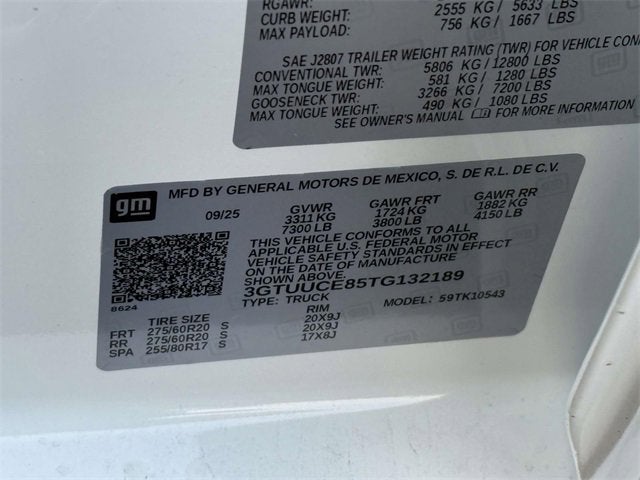 RGAWR: 2555 KG / 5633 LBS
CURB WEIGHT: 756 KG / 1667 LBS
MAX PAYLOAD:
SAE J2807 TRAILER WEIGHT RATING (TWR) FOR VEHICLE
CONVENTIONAL TWR: 5806 KG / 12800 LBS
MAX TONGUE WEIGHT: 581 KG / 1280 LBS
GOOSENECK TWR: 3266 KG / 7200 LBS
MAX TONGUE WEIGHT: 490 KG / 1080 LBS
SEE OWNER'S MANUAL FOR MORE INFORMATION
gm
MFD BY GENERAL MOTORS DE MEXICO, S. DE R.L. DE C.V.
09/25 GVWR GAWR FRT GAWR RR
3311 KG 1724 KG 1882 KG
7300 LB 3800 LB 4150 LB
THIS VEHICLE CONFORMS TO ALL
APPLICABLE U.S. FEDERAL MOTOR
VEHICLE SAFETY STANDARDS IN EFFECT
ON THE DATE OF MANUFACTURE
SHOWN ABOVE.
3GTUUCE85TG132189
TYPE: TRUCK MODEL: 59TK10543
8624
TIRE SIZE RIM
FRT 275/60R20 S 20X9J
RR 275/60R20 S 20X9J
SPA 255/80R17 S 17X8J